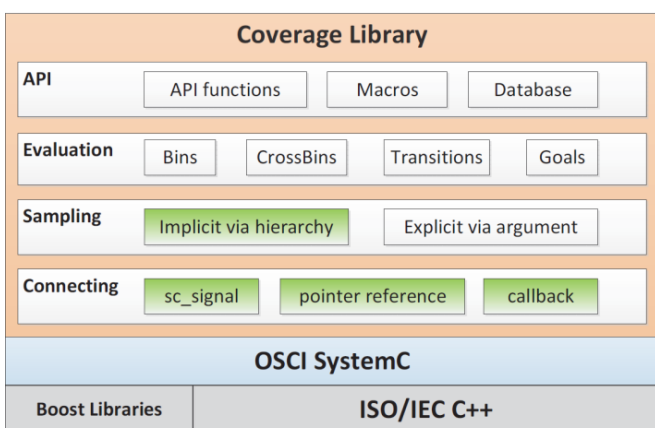 Coverage Library
API
API functions
Macros
Database
Evaluation
Bins
CrossBins
Transitions
Goals
Sampling
Implicit via hierarchy
Explicit via argument
Connecting
sc_signal
pointer reference
callback
OSCI SystemC
Boost Libraries
ISO/IEC C++